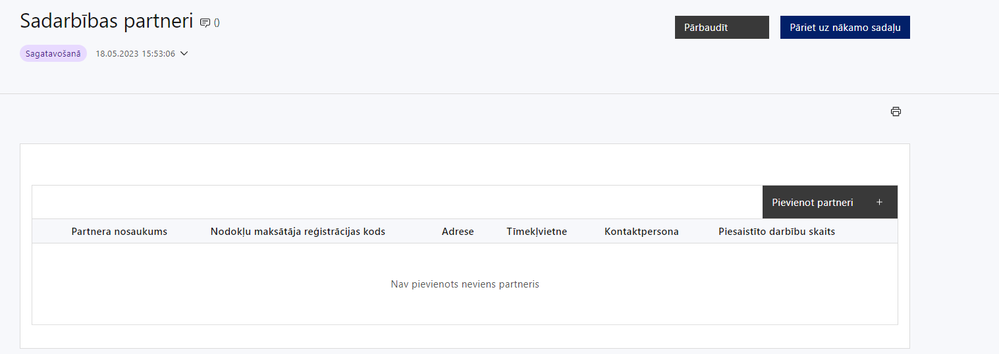 Sadarbības partneri ()
Pārbaudīt
Pāriet uz nākamo sadaļu
Sagatavošanā 18.05.2023 15:53:06
Pievienot partneri +
Partnera nosaukums Nodokļu maksātāja reģistrācijas kods Adrese Tīmekļvietne Kontaktpersona Piesaistīto darbību skaits
Nav pievienots neviens partneris